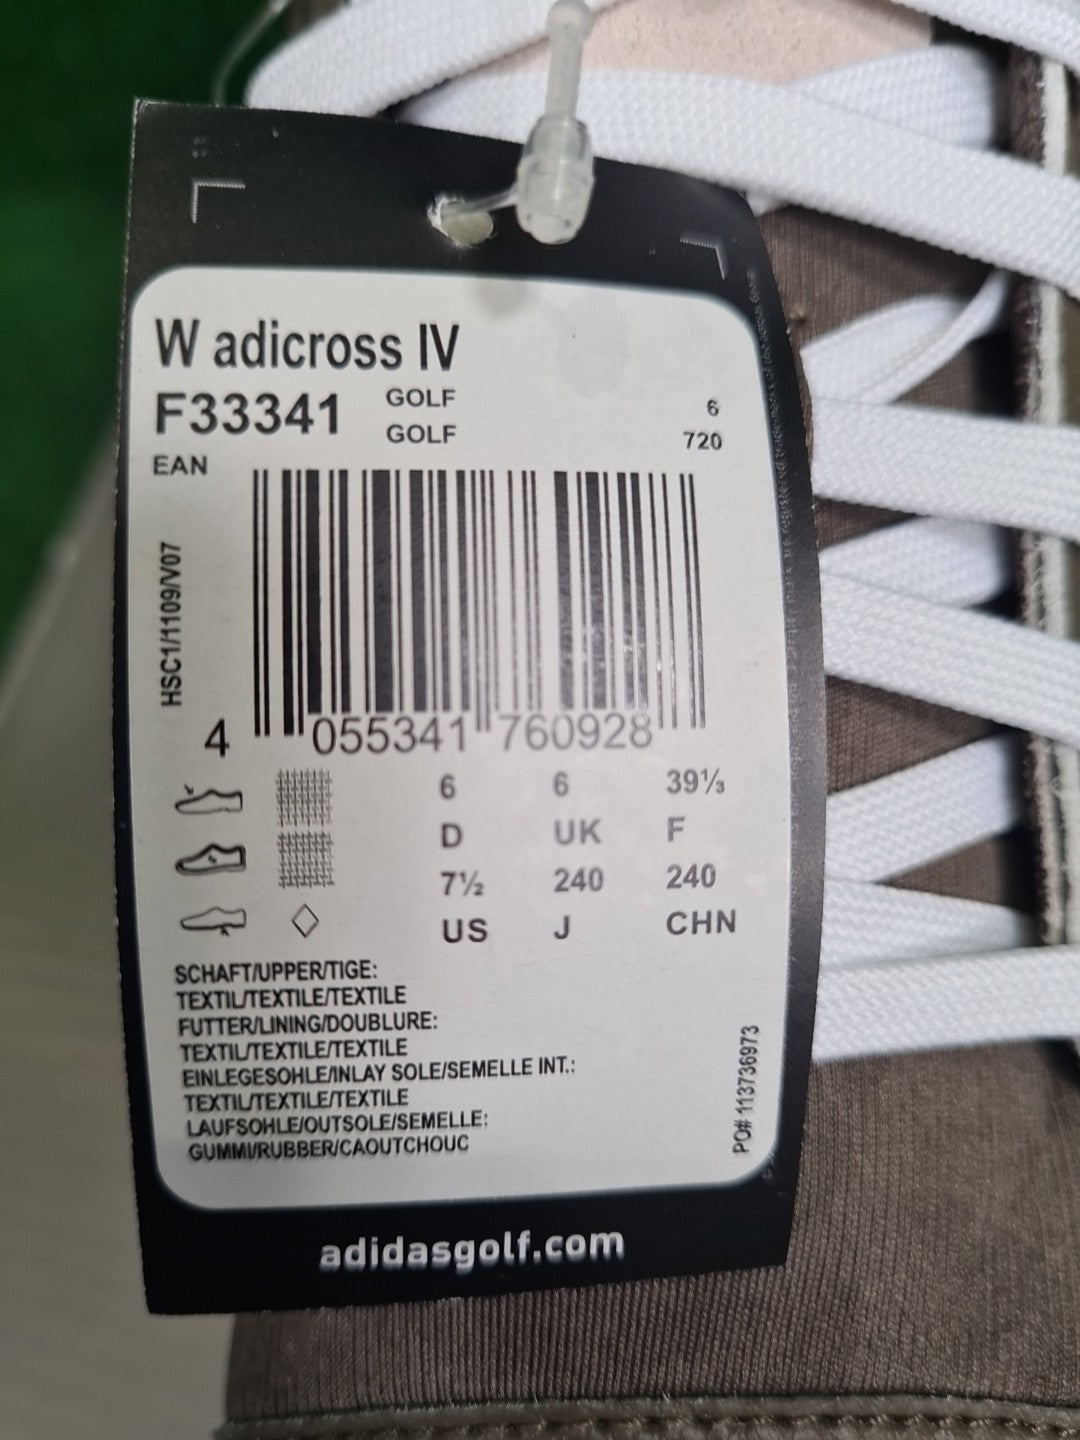 W adicross IV
F33341 GOLF 6
GOLF 720
EAN
HSC1/1109/V07
4 055341 760928
6 6 39⅓
D UK F
7½ 240 240
US J CHN
SCHAFT/UPPER/TIGE:
TEXTIL/TEXTILE/TEXTILE
FUTTER/LINING/DOUBLURE:
TEXTIL/TEXTILE/TEXTILE
EINLEGESOHLE/INLAY SOLE/SEMELLE INT.:
TEXTIL/TEXTILE/TEXTILE
LAUFSOHLE/OUTSOLE/SEMELLE:
GUMMI/RUBBER/CAOUTCHOUC
PO# 113736973
adidasgolf.com